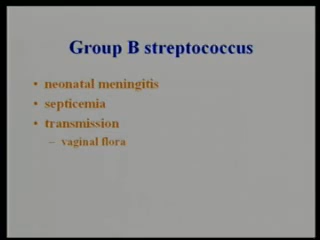 Group B streptococcus
• neonatal meningitis
• septicemia
• transmission
– vaginal flora